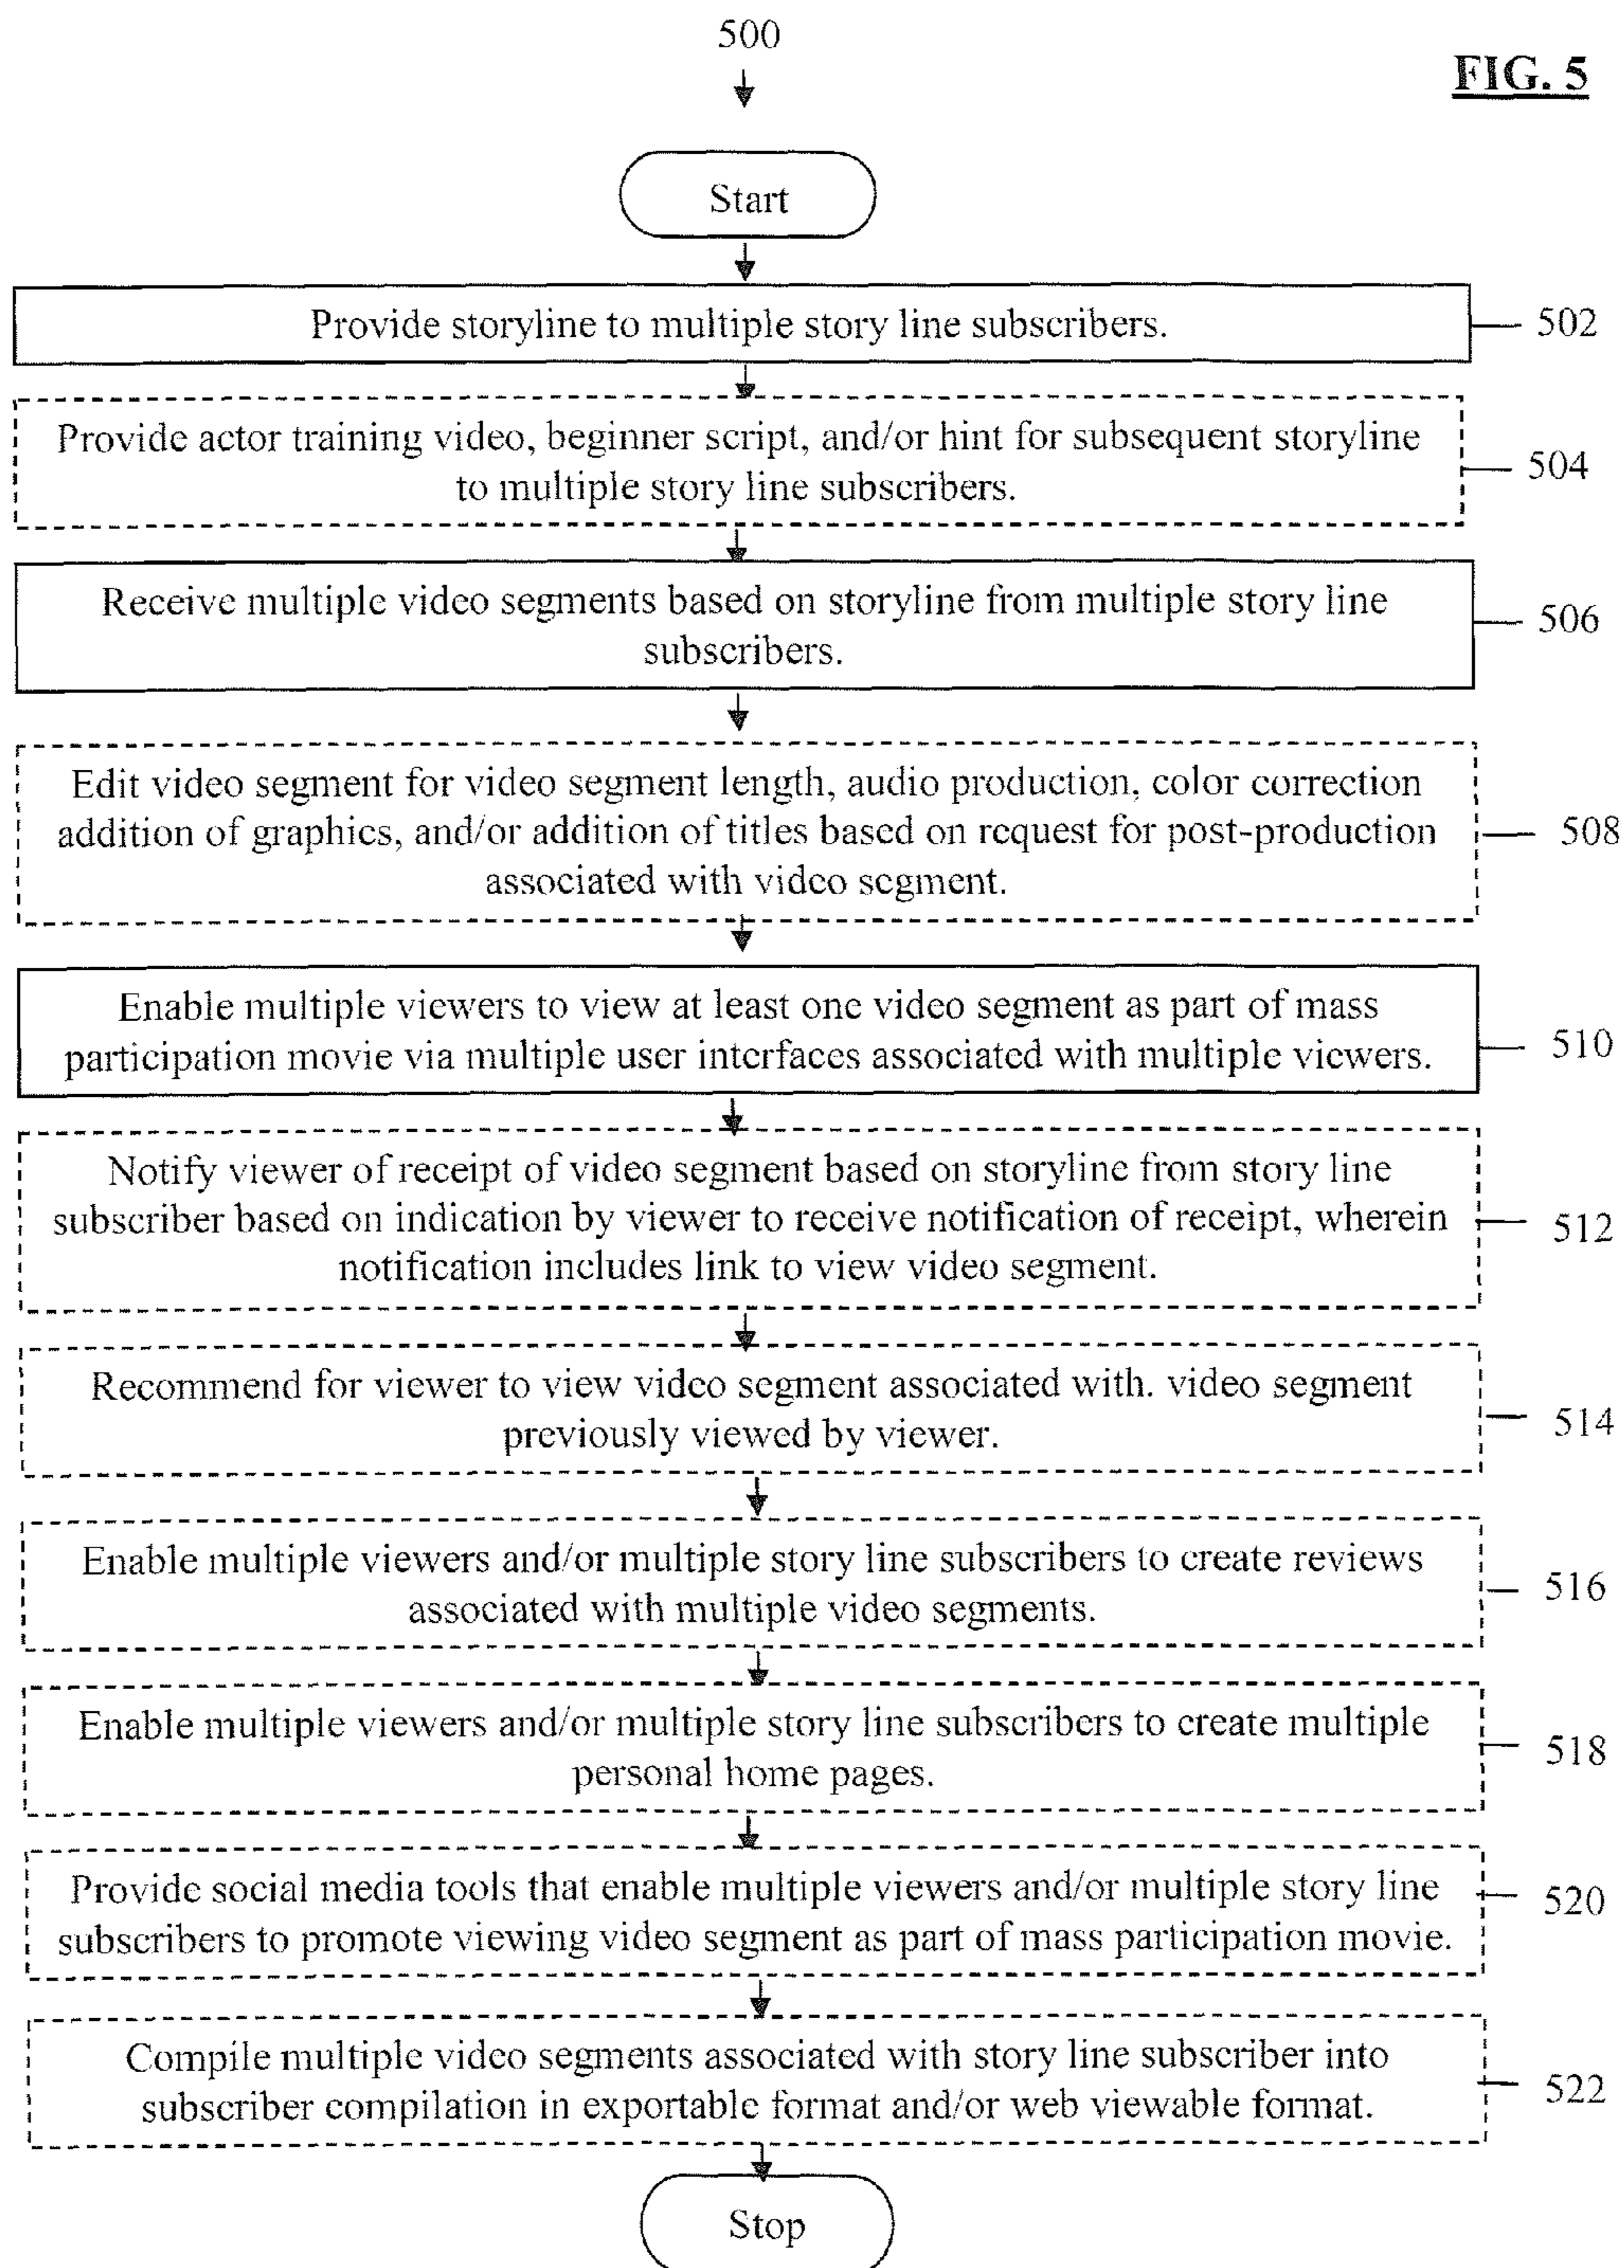 500
FIG. 5
Start
Provide storyline to multiple story line subscribers.
502
Provide actor training video, beginner script, and/or hint for subsequent storyline
to multiple story line subscribers.
504
Receive multiple video segments based on storyline from multiple story line
subscribers.
506
Edit video segment for video segment length, audio production, color correction
addition of graphics, and/or addition of titles based on request for post-production
associated with video segment.
508
Enable multiple viewers to view at least one video segment as part of mass
participation movie via multiple user interfaces associated with multiple viewers.
510
Notify viewer of receipt of video segment based on storyline from story line
subscriber based on indication by viewer to receive notification of receipt, wherein
notification includes link to view video segment.
512
Recommend for viewer to view video segment associated with. video segment
previously viewed by viewer.
514
Enable multiple viewers and/or multiple story line subscribers to create reviews
associated with multiple video segments.
516
Enable multiple viewers and/or multiple story line subscribers to create multiple
personal home pages.
518
Provide social media tools that enable multiple viewers and/or multiple story line
subscribers to promote viewing video segment as part of mass participation movie.
520
Compile multiple video segments associated with story line subscriber into
subscriber compilation in exportable format and/or web viewable format.
522
Stop